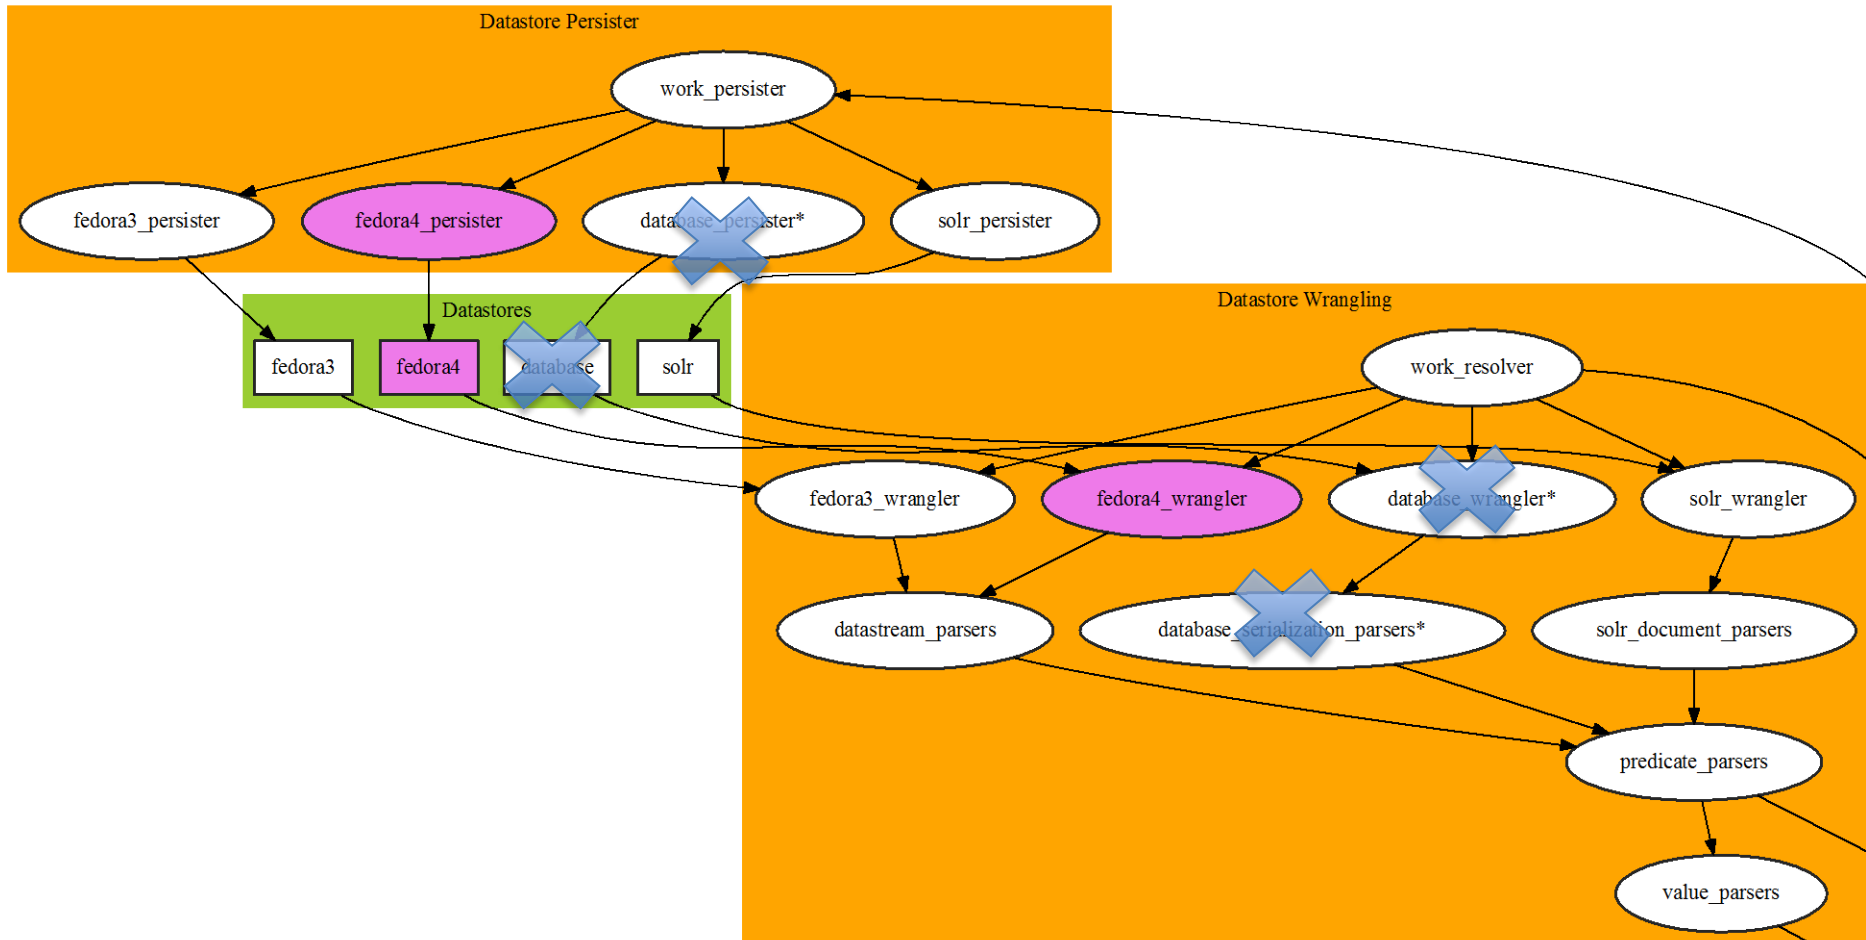 Datastore Persister
work_persister
fedora3_persister
fedora4_persister
database_persister*
solr_persister
Datastores
fedora3
fedora4
database
solr
Datastore Wrangling
work_resolver
fedora3_wrangler
fedora4_wrangler
database_wrangler*
solr_wrangler
datastream_parsers
database_serialization_parsers*
solr_document_parsers
predicate_parsers
value_parsers